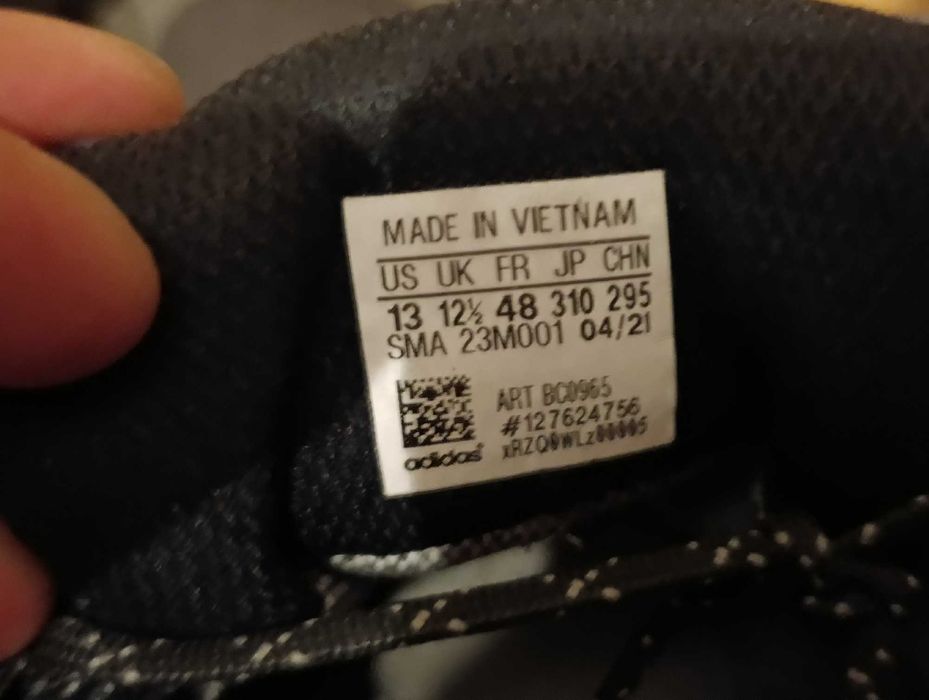 MADE IN VIETNAM
US UK FR JP CHN
13 12½ 48 310 295
SMA 23M001 04/21
ART BC0965
#127624756
xRZQ0WLz00005
adidas